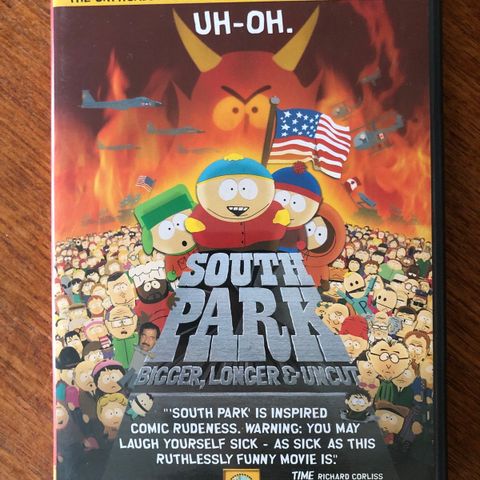 UH-OH.
SOUTH
PARK
BIGGER, LONGER & UNCUT
"'SOUTH PARK' IS INSPIRED
COMIC RUDENESS. WARNING: YOU MAY
LAUGH YOURSELF SICK - AS SICK AS THIS
RUTHLESSLY FUNNY MOVIE IS."
TIME RICHARD CORLISS